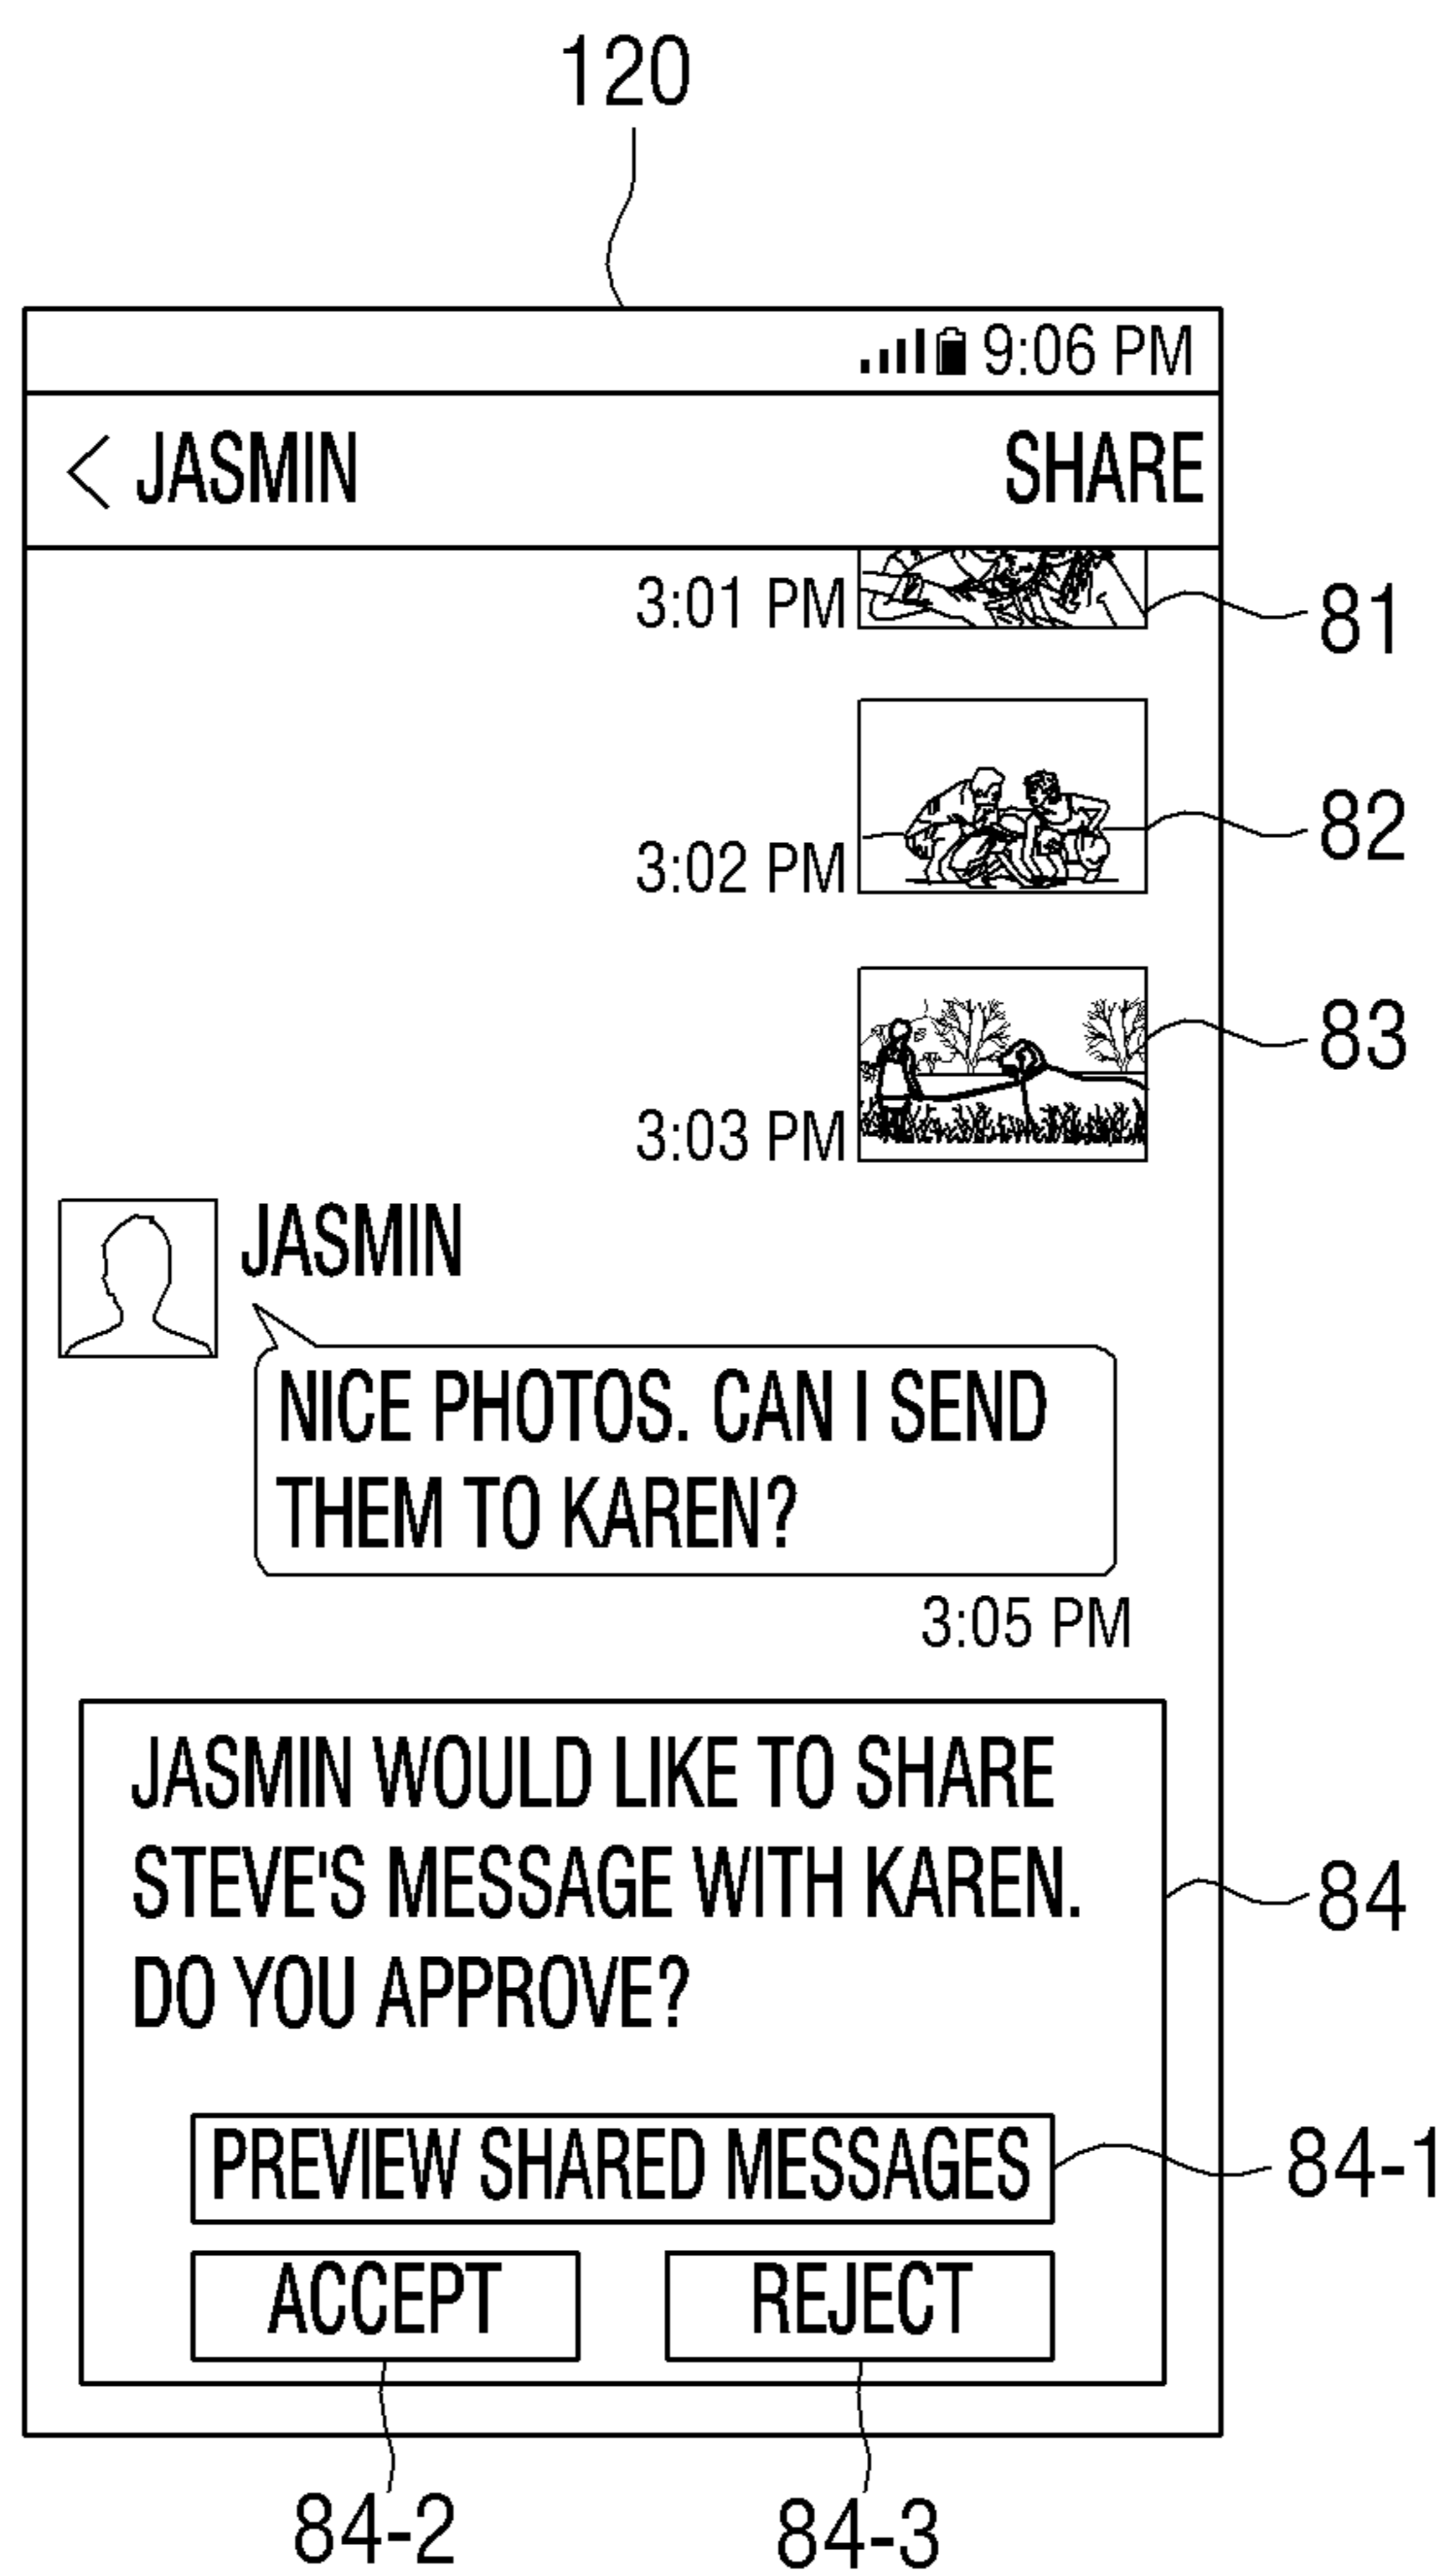 120
9:06 PM
< JASMIN SHARE
3:01 PM 81
82
3:02 PM
83
3:03 PM
JASMIN
NICE PHOTOS. CAN I SEND
THEM TO KAREN?
3:05 PM
JASMIN WOULD LIKE TO SHARE
STEVE'S MESSAGE WITH KAREN.
84
DO YOU APPROVE?
PREVIEW SHARED MESSAGES 84-1
ACCEPT REJECT
84-2 84-3